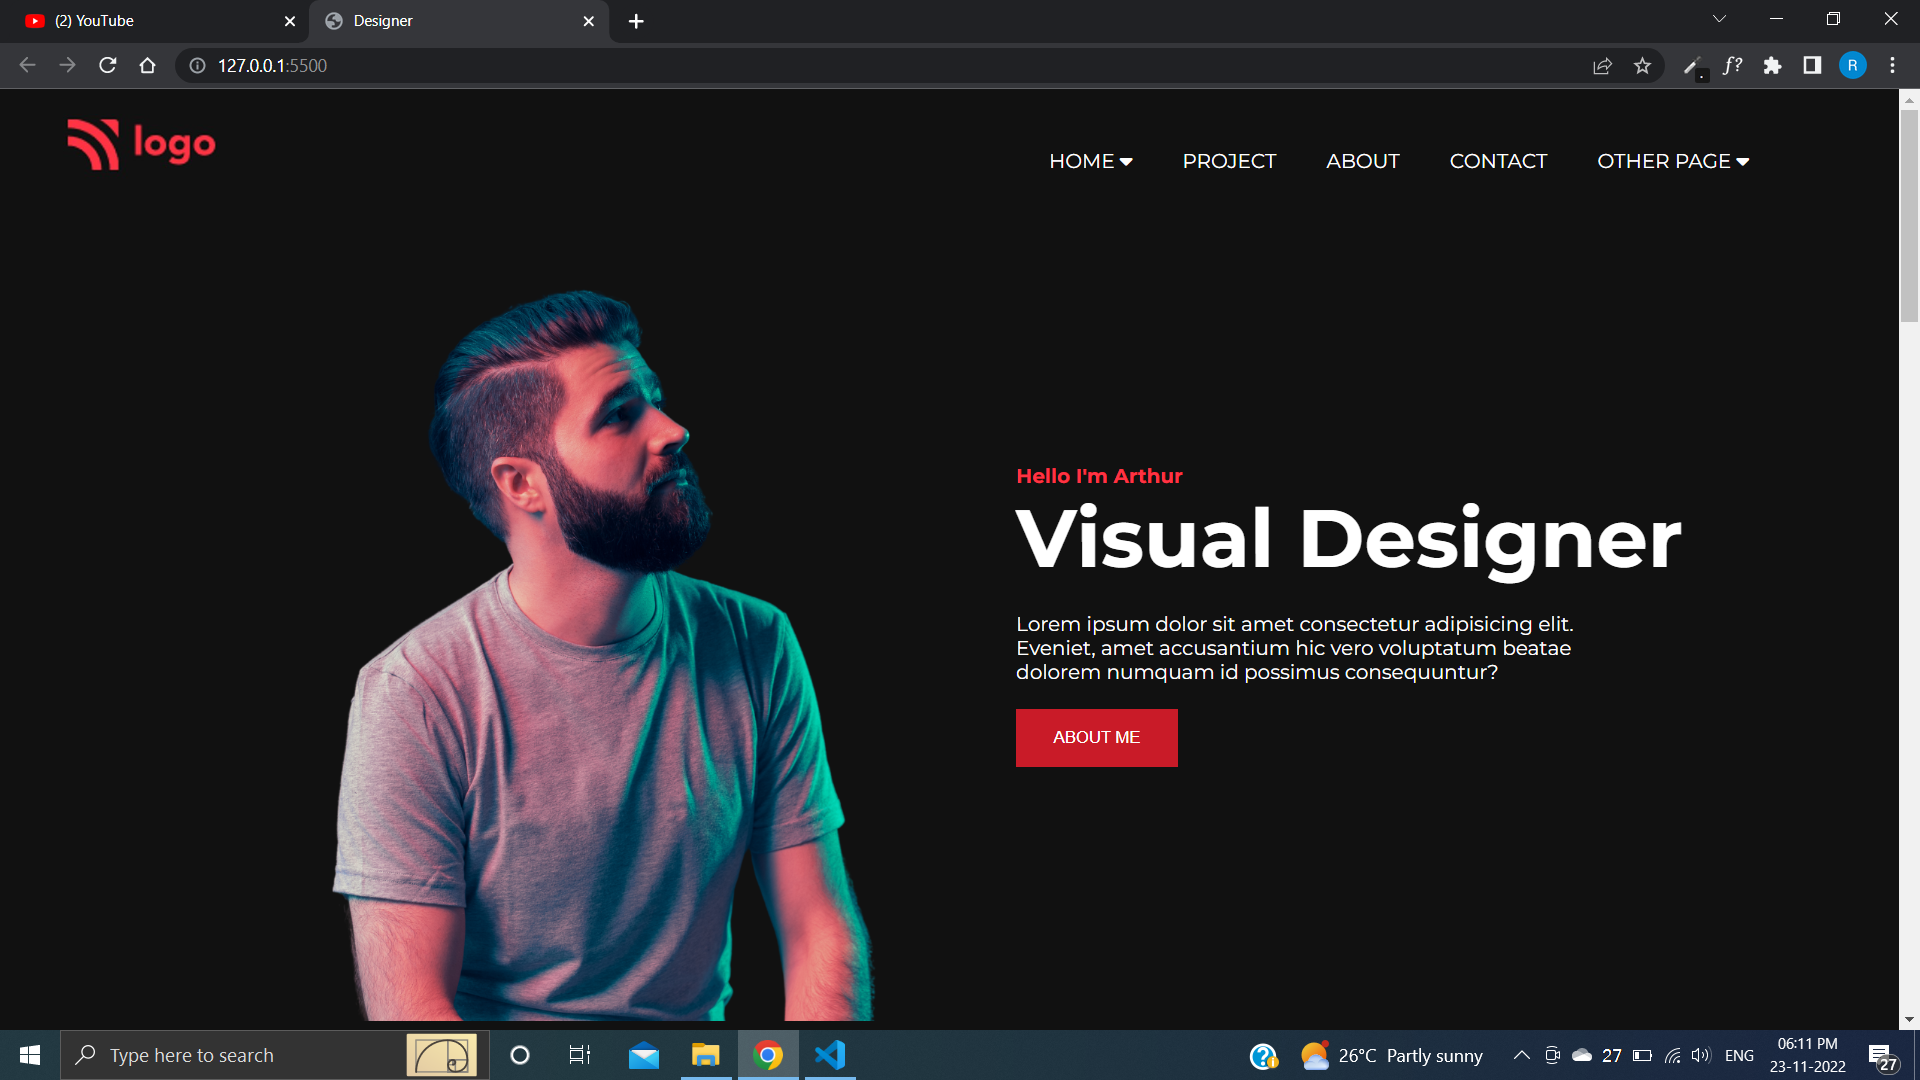 (2) YouTube
Designer
127.0.0.1:5500
f?
R
logo
HOME
PROJECT
ABOUT
CONTACT
OTHER PAGE
Hello I'm Arthur
Visual Designer
Lorem ipsum dolor sit amet consectetur adipisicing elit.
Eveniet, amet accusantium hic vero voluptatum beatae
dolorem numquam id possimus consequuntur?
ABOUT ME
Type here to search
26°C Partly sunny
27
ENG
06:11 PM
23-11-2022
27